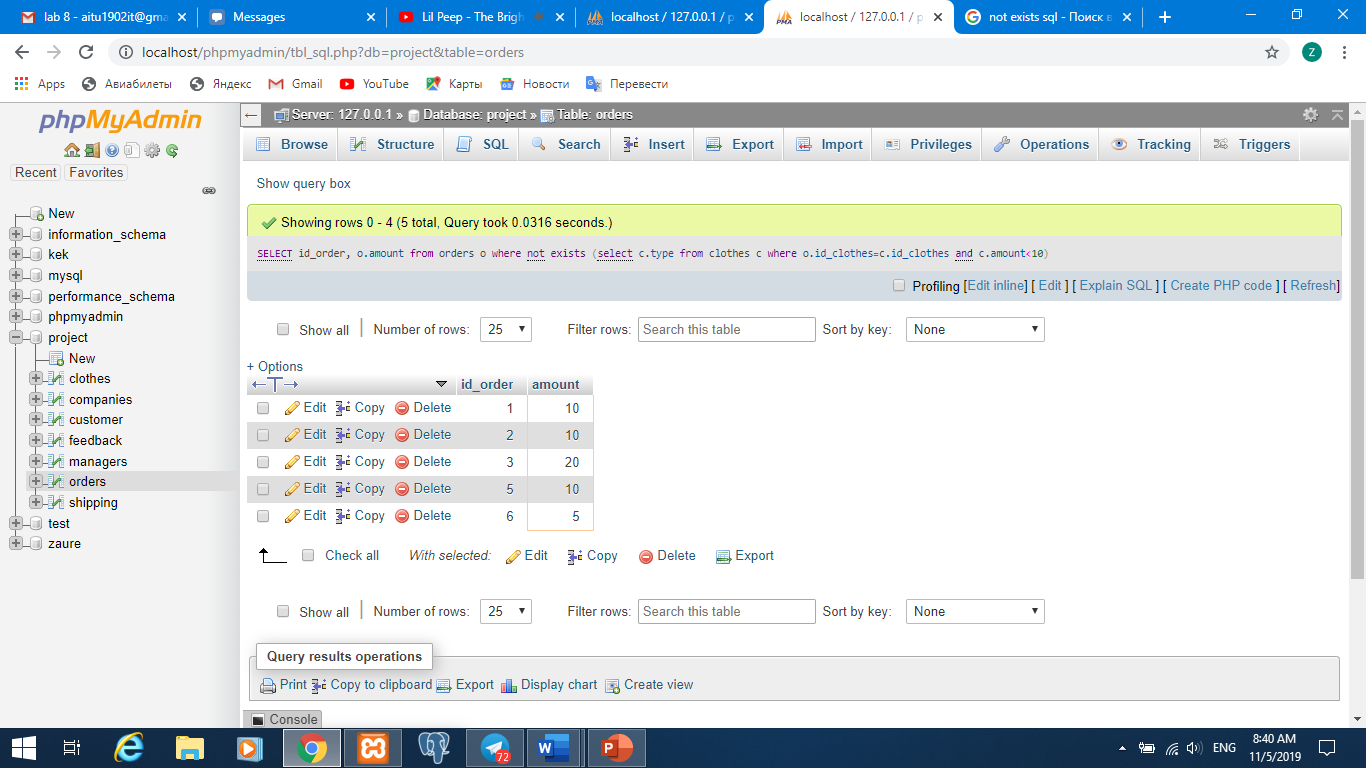 lab 8 - aitu1902it@gma
Messages
Lil Peep - The Brigh
localhost / 127.0.0.1 / p
localhost / 127.0.0.1 / p
not exists sql - Поиск в
localhost/phpmyadmin/tbl_sql.php?db=project&table=orders
Z
Apps
Авиабилеты
Яндекс
Gmail
YouTube
Карты
Новости
Перевести
phpMyAdmin
Recent
Favorites
New
information_schema
kek
mysql
performance_schema
phpmyadmin
project
New
clothes
companies
customer
feedback
managers
orders
shipping
test
zaure
Server: 127.0.0.1 » Database: project » Table: orders
Browse
Structure
SQL
Search
Insert
Export
Import
Privileges
Operations
Tracking
Triggers
Show query box
Showing rows 0 - 4 (5 total, Query took 0.0316 seconds.)
SELECT id_order, o.amount from orders o where not exists (select c.type from clothes c where o.id_clothes=c.id_clothes and c.amount<10)
Profiling [Edit inline] [ Edit ] [ Explain SQL ] [ Create PHP code ] [ Refresh]
Show all | Number of rows: 25 Filter rows: Search this table Sort by key: None
+ Options
←T→ id_order amount
Edit Copy Delete 1 10
Edit Copy Delete 2 10
Edit Copy Delete 3 20
Edit Copy Delete 5 10
Edit Copy Delete 6 5
Check all With selected: Edit Copy Delete Export
Show all | Number of rows: 25 Filter rows: Search this table Sort by key: None
Query results operations
Print Copy to clipboard Export Display chart Create view
Console
72
ENG
8:40 AM
11/5/2019